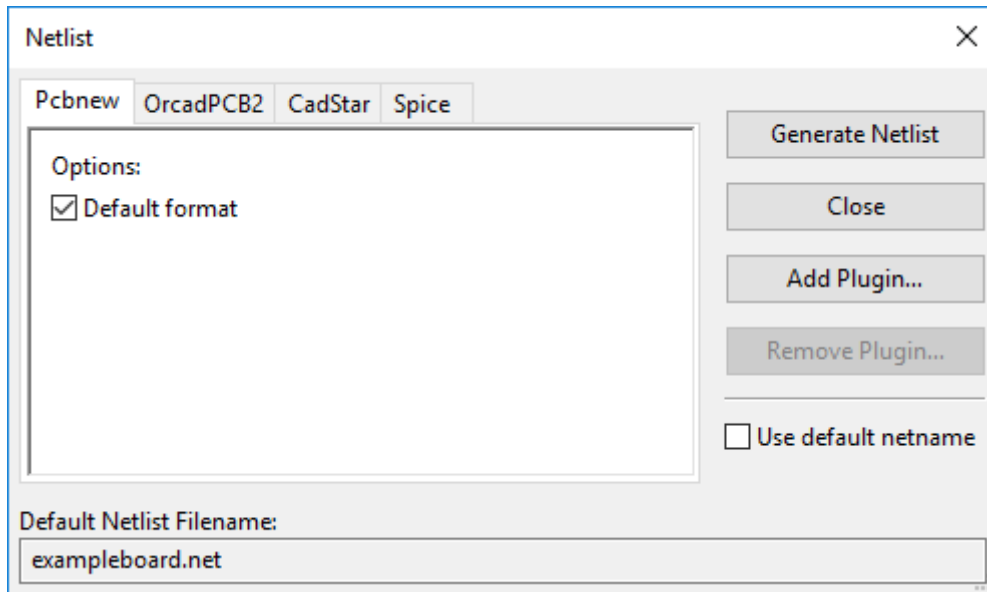 Netlist
Pcbnew OrcadPCB2 CadStar Spice
Options:
Default format
Generate Netlist
Close
Add Plugin...
Remove Plugin...
Use default netname
Default Netlist Filename:
exampleboard.net